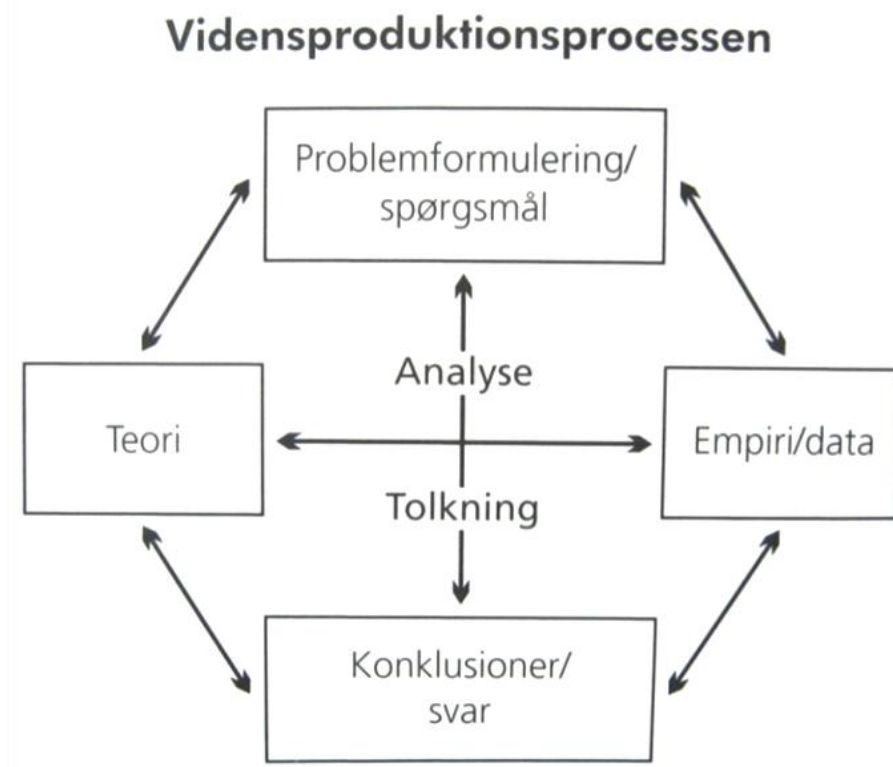 Vidensproduktionsprocessen
Problemformulering/
spørgsmål
Analyse
Teori
Empiri/data
Tolkning
Konklusioner/
svar